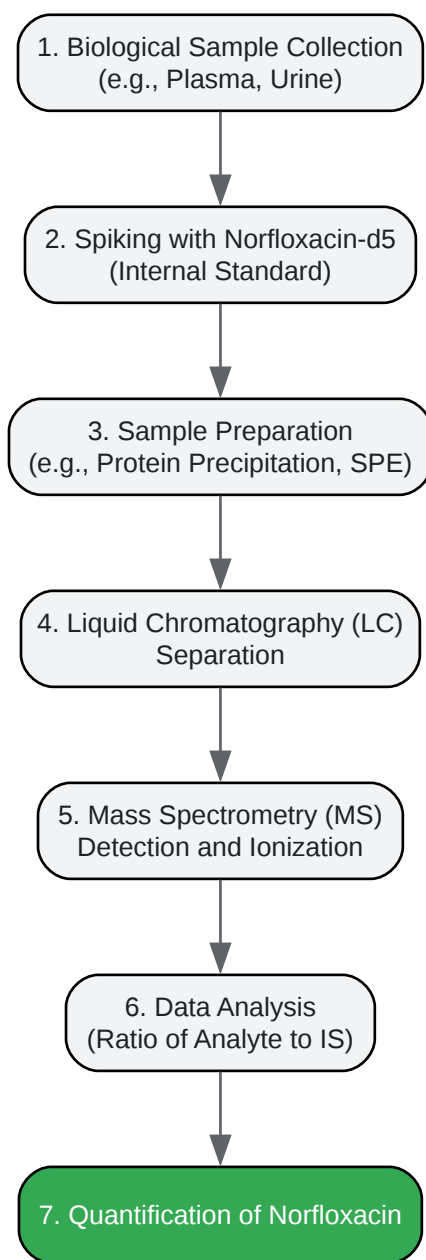 1. Biological Sample Collection
(e.g., Plasma, Urine)
2. Spiking with Norfloxacin-d5
(Internal Standard)
3. Sample Preparation
(e.g., Protein Precipitation, SPE)
4. Liquid Chromatography (LC)
Separation
5. Mass Spectrometry (MS)
Detection and Ionization
6. Data Analysis
(Ratio of Analyte to IS)
7. Quantification of Norfloxacin